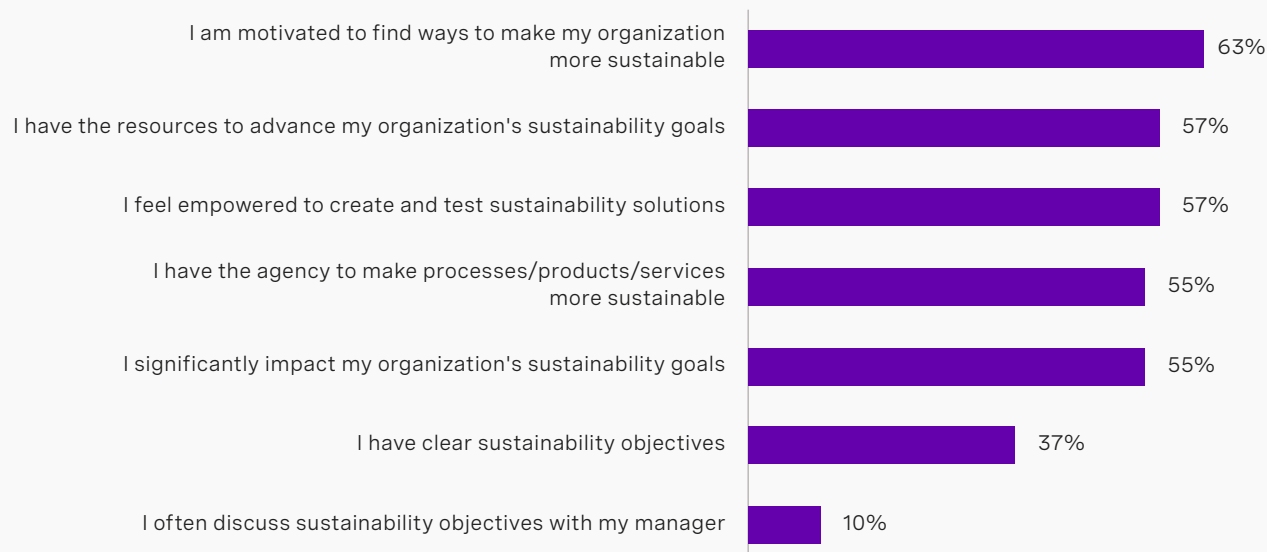 I am motivated to find ways to make my organization
more sustainable
63%
I have the resources to advance my organization's sustainability goals
57%
I feel empowered to create and test sustainability solutions
57%
I have the agency to make processes/products/services
more sustainable
55%
I significantly impact my organization's sustainability goals
55%
I have clear sustainability objectives
37%
I often discuss sustainability objectives with my manager
10%